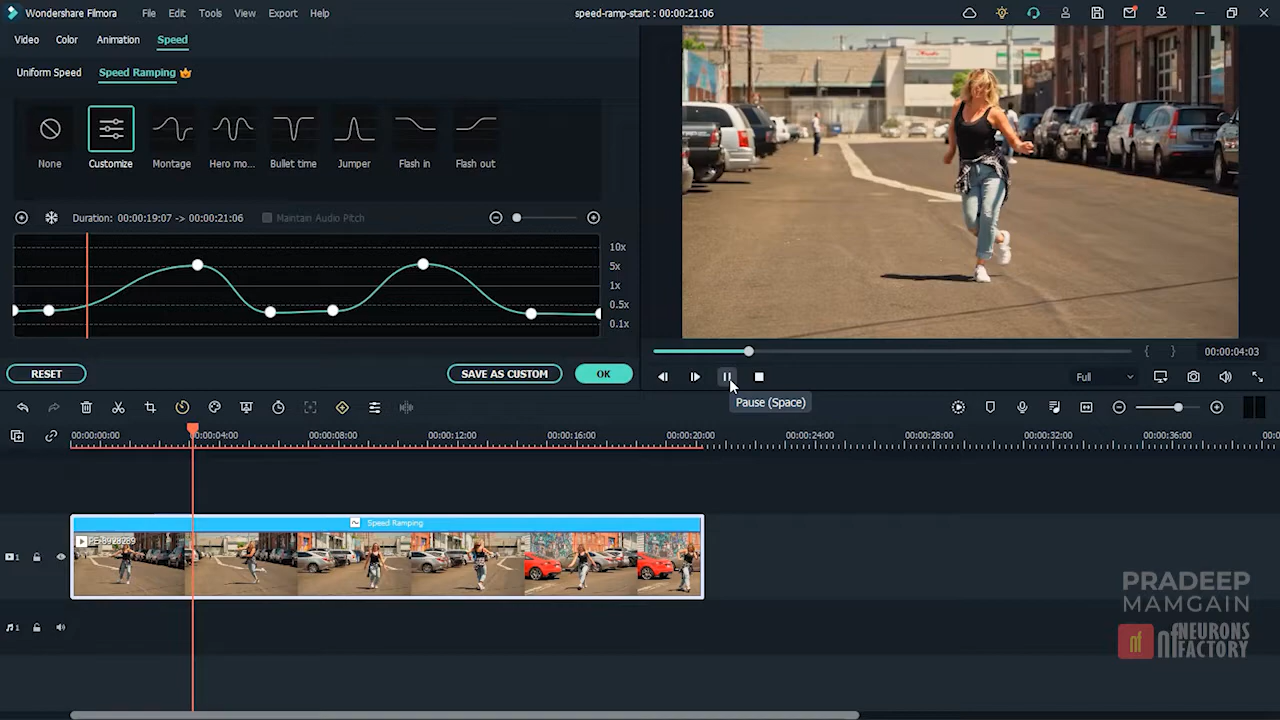 Wondershare Filmora File Edit Tools View Export Help speed-ramp-start : 00:00:21:06
Video Color Animation Speed
Uniform Speed Speed Ramping
None Customize Montage Hero mo... Bullet time Jumper Flash in Flash out
Duration: 00:00:19:07 -> 00:00:21:06 Maintain Audio Pitch
10x
5x
1x
0.5x
0.1x
RESET SAVE AS CUSTOM OK
{ } 00:00:04:03
Full
Pause (Space)
00:00:00:00 00:00:04:00 00:00:08:00 00:00:12:00 00:00:16:00 00:00:20:00 00:00:24:00 00:00:28:00 00:00:32:00 00:00:36:00
Speed Ramping
1
1
PRADEEP
MAMGAIN
nf nf NEURONS
FACTORY